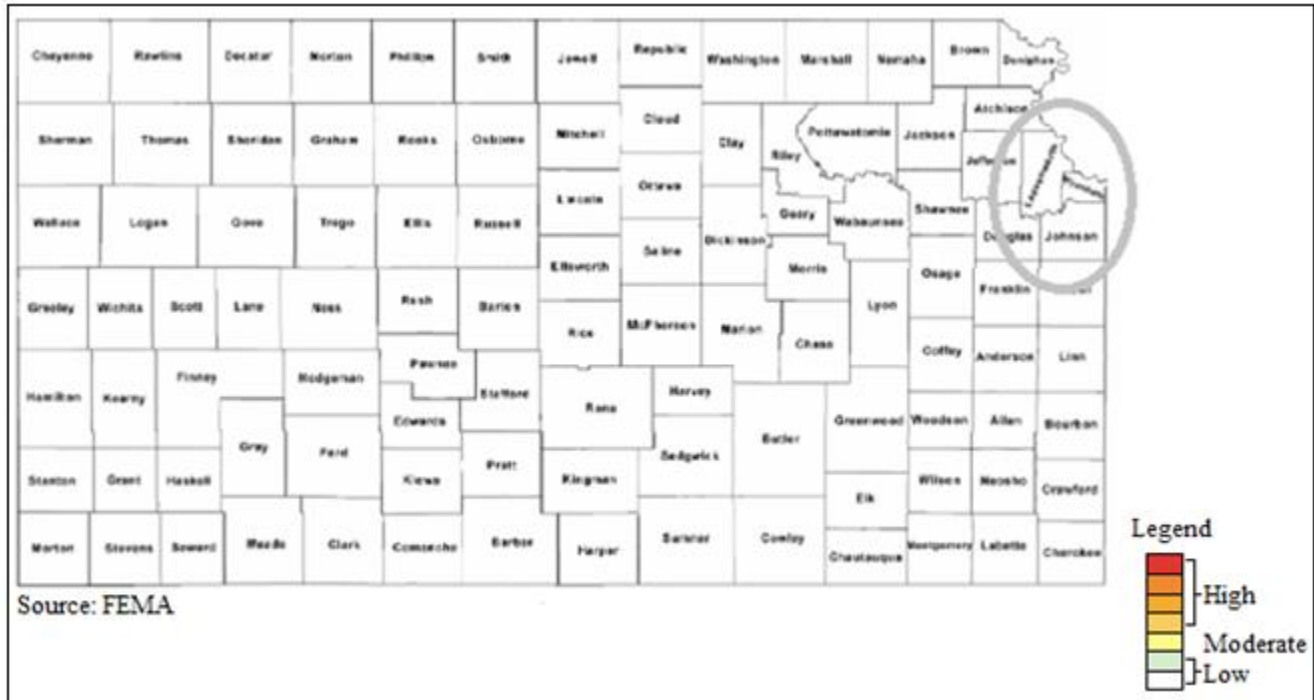 Cheyenne Rawlins Decatur Norton Phillips Smith Jewell Republic Washington Marshall Nemaha Brown Doniphan
Atchison
Sherman Thomas Sheridan Graham Rooks Osborne Mitchell Cloud Clay Riley Pottawatomie Jackson Jefferson Leavenworth
Wallace Logan Gove Trego Ellis Russell Lincoln Ottawa Geary Wabaunsee Shawnee Douglas Johnson
Ellsworth Saline Dickinson Morris Osage Franklin
Greeley Wichita Scott Lane Ness Rush Barton Rice McPherson Marion Chase Lyon Coffey Anderson Linn
Hamilton Kearny Finney Hodgeman Pawnee Stafford Reno Harvey
Edwards Butler Greenwood Woodson Allen Bourbon
Gray Ford Sedgwick
Stanton Grant Haskell Kiowa Pratt Kingman Elk Wilson Neosho Crawford
Morton Stevens Seward Meade Clark Comanche Barber Harper Sumner Cowley Chautauqua Montgomery Labette Cherokee
Source: FEMA
Legend
High
Moderate
Low